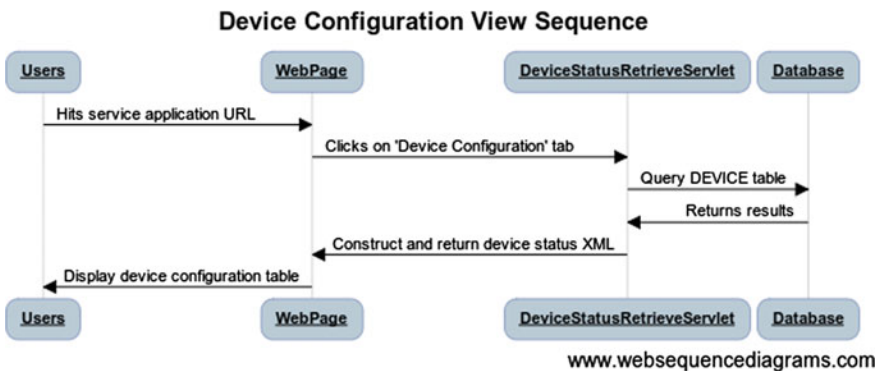 Device Configuration View Sequence
Users WebPage DeviceStatusRetrieveServlet Database
Hits service application URL
Clicks on 'Device Configuration' tab
Query DEVICE table
Returns results
Construct and return device status XML
Display device configuration table
Users WebPage DeviceStatusRetrieveServlet Database
www.websequencediagrams.com